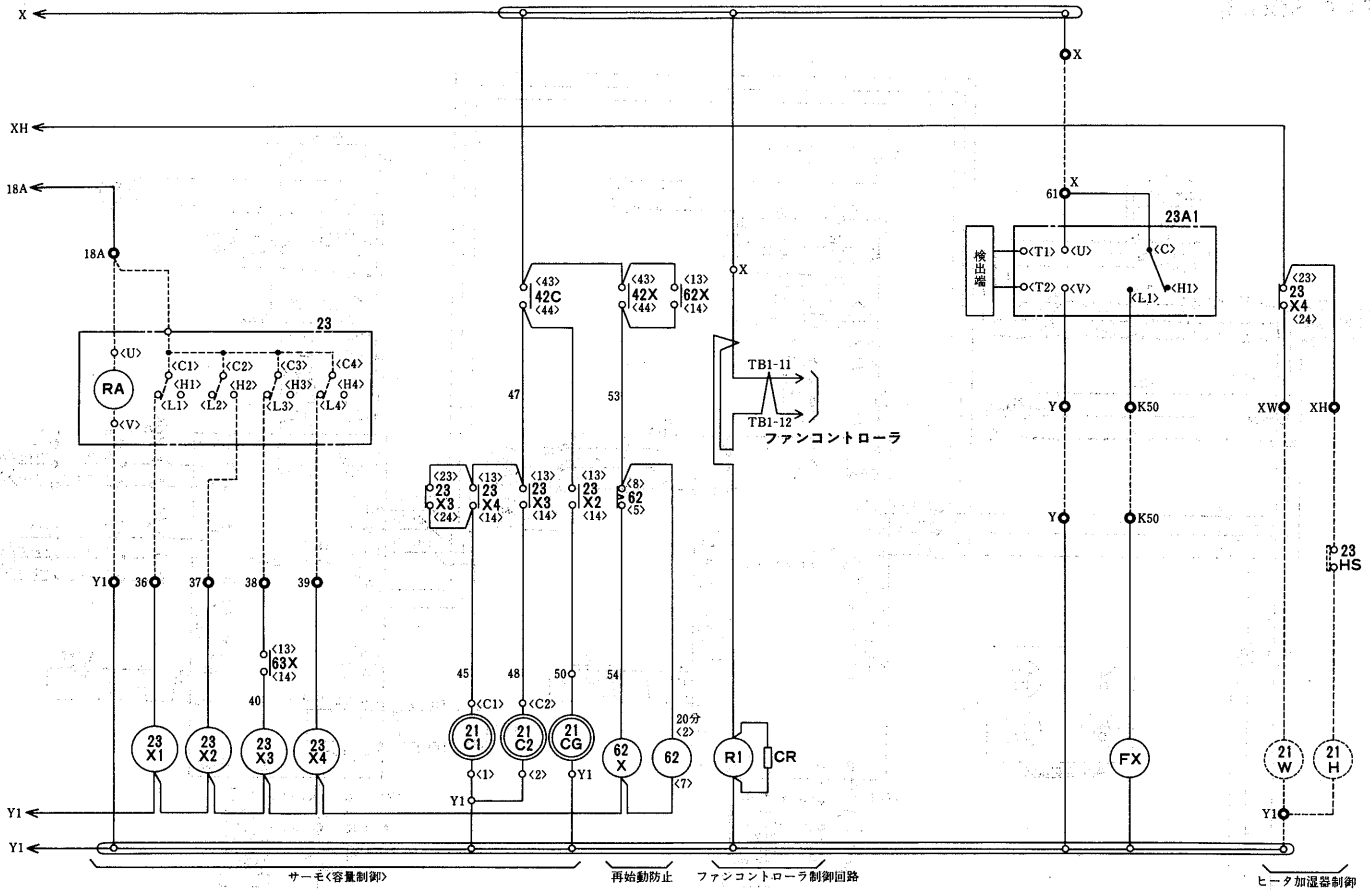 X
X
XH
18A
61
X
23A1
18A
検出端
<T1>
<U>
<C>
<T2>
<V>
<L1>
<H1>
<23>
23
X4
<24>
X
<43>
42C
<44>
<43>
42X
<44>
<13>
62X
<14>
23
<U>
RA
<V>
<C1>
<H1>
<L1>
<C2>
<H2>
<L2>
<C3>
<H3>
<L3>
<C4>
<H4>
<L4>
TB1-11
TB1-12
ファンコントローラ
47
53
Y
K50
XW
XH
<23>
23
X3
<24>
<13>
23
X4
<14>
<13>
23
X3
<14>
<13>
23
X2
<14>
<8>
62
<5>
Y
K50
23
HS
Y1
36
37
38
39
<13>
63X
<14>
40
45
48
50
54
20分
<C1>
<C2>
<2>
23
X1
23
X2
23
X3
23
X4
21
C1
21
C2
21
CG
62
X
62
R1
CR
FX
21
W
21
H
<1>
<2>
Y1
<7>
Y1
Y1
Y1
Y1
サーモ<容量制御>
再始動防止
ファンコントローラ制御回路
ヒータ加湿器制御